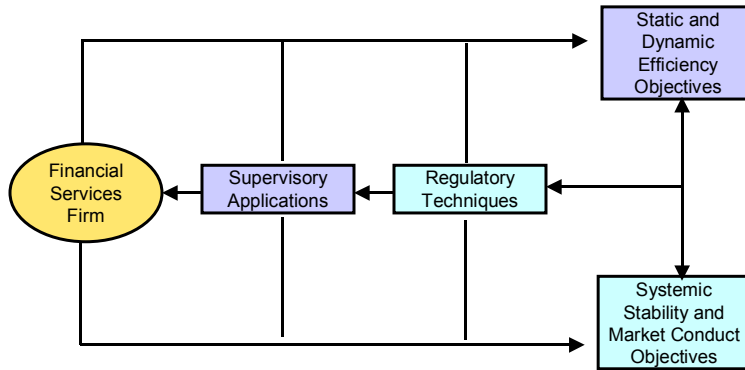 Static and
Dynamic
Efficiency
Objectives
Financial
Services
Firm
Supervisory
Applications
Regulatory
Techniques
Systemic
Stability and
Market Conduct
Objectives